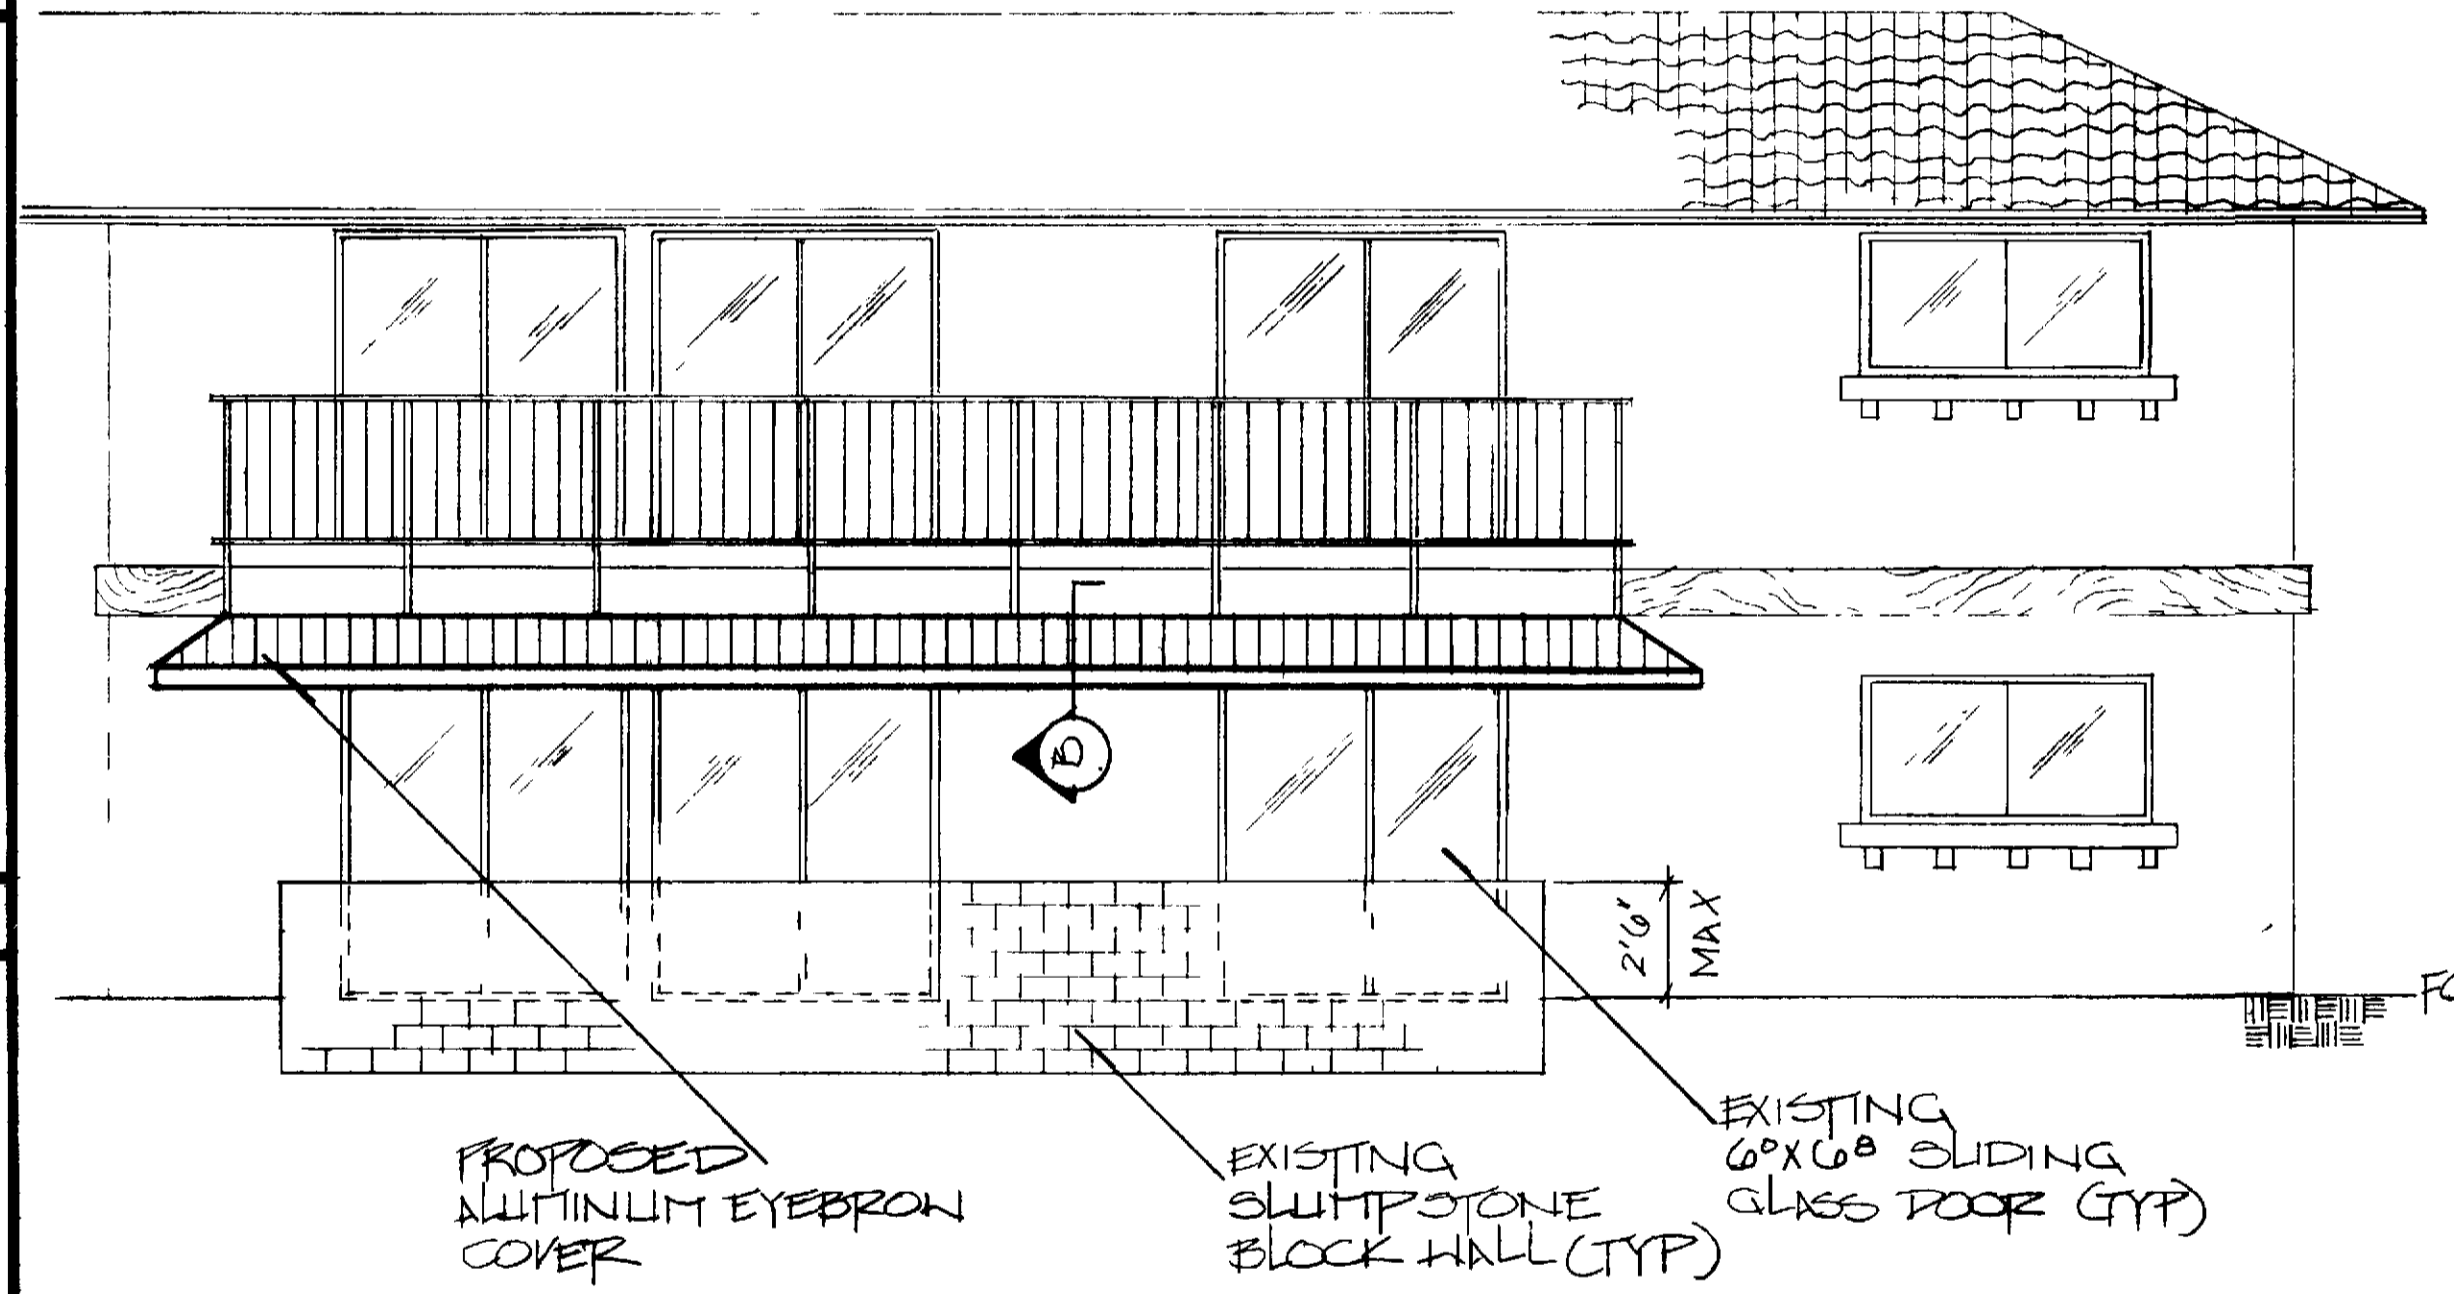 B
2'6"
MAX
PROPOSED
ALUMINUM EYEBROW
COVER
EXISTING
SLUMPSTONE
BLOCK WALL (TYP)
EXISTING
6⁰X6⁸ SLIDING
GLASS DOOR (TYP)